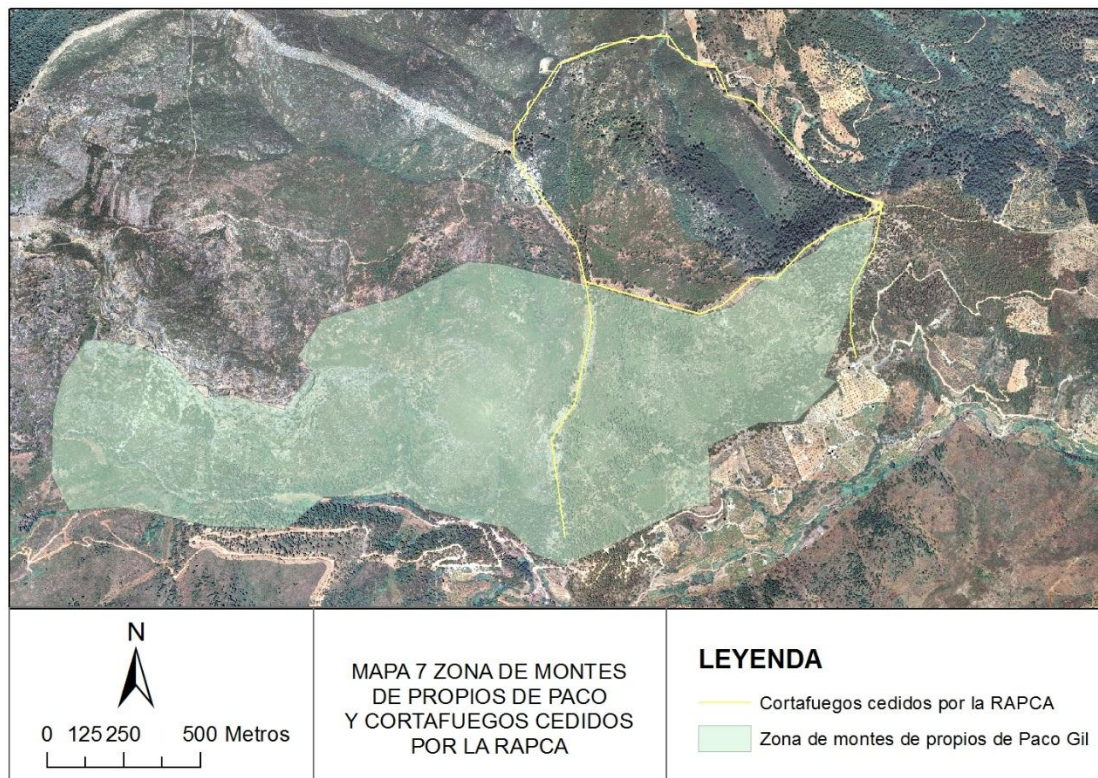 N
0 125 250 500 Metros
MAPA 7 ZONA DE MONTES
DE PROPIOS DE PACO
Y CORTAFUEGOS CEDIDOS
POR LA RAPCA
LEYENDA
Cortafuegos cedidos por la RAPCA
Zona de montes de propios de Paco Gil